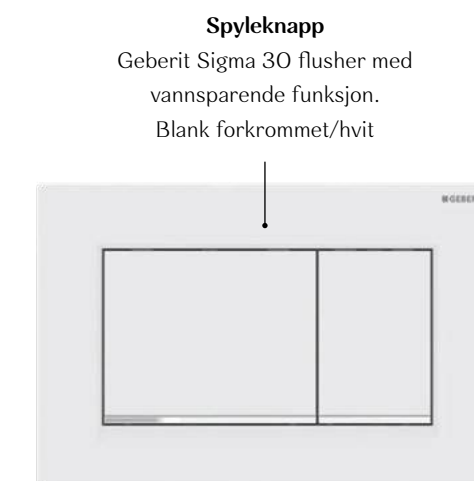 Spyleknapp
Geberit Sigma 30 flusher med
vannsparende funksjon.
Blank forkrommet/hvit